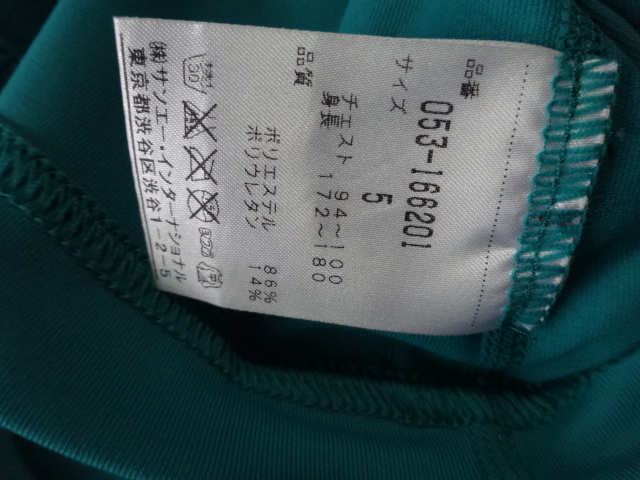 品番
053-166201
サイズ
5
チェスト 94〜100
身長 172〜180
品質
ポリエステル 86%
ポリウレタン 14%
㈱サンエー・インターナショナル
東京都渋谷区渋谷1-2-5